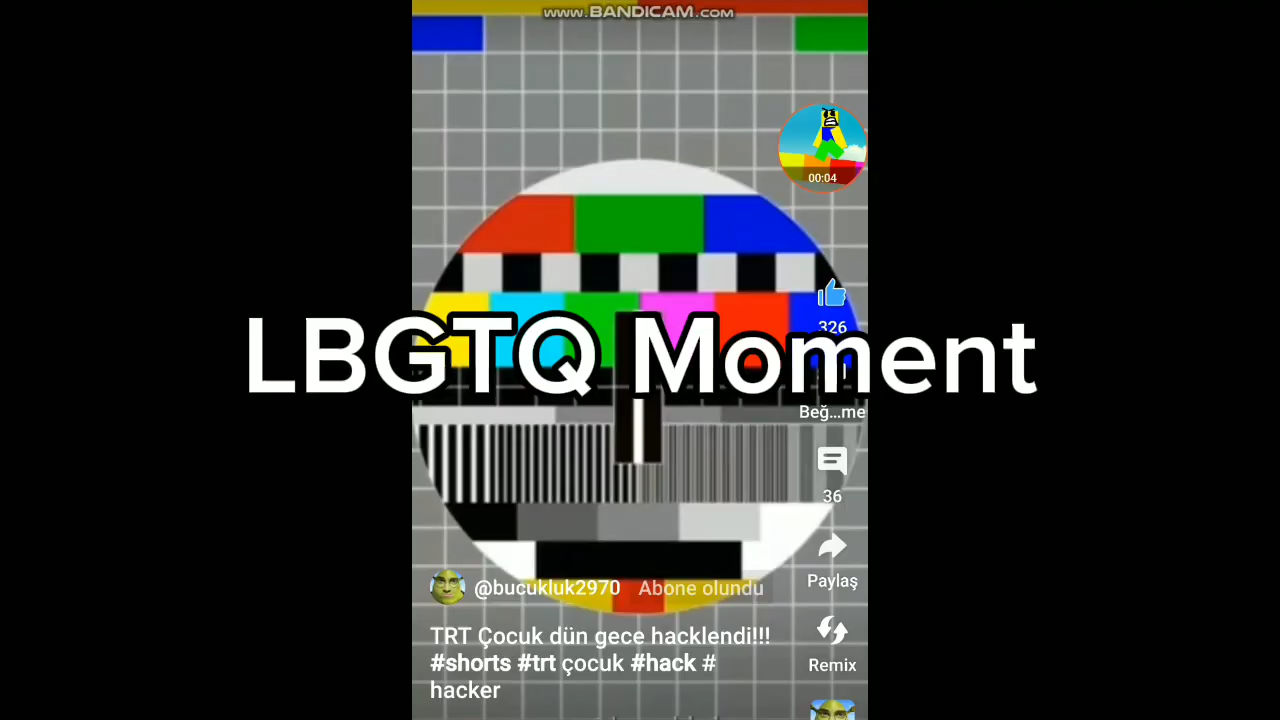 www.BANDICAM.com
00:04
326
LBGTQ Moment
Beğ...me
36
Paylaş
@bucukluk2970 Abone olundu
TRT Çocuk dün gece hacklendi!!!
#shorts #trt çocuk #hack #
hacker
Remix